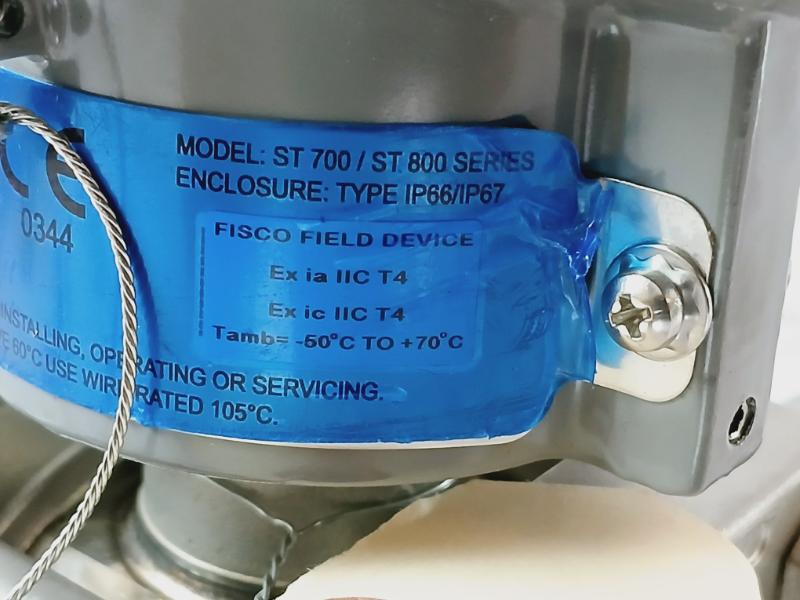 CE
0344
MODEL: ST 700 / ST 800 SERIES
ENCLOSURE: TYPE IP66/IP67
FISCO FIELD DEVICE
Ex ia IIC T4
Ex ic IIC T4
Tamb= -50°C TO +70°C
INSTALLING, OPERATING OR SERVICING.
60°C USE WIRE RATED 105°C.